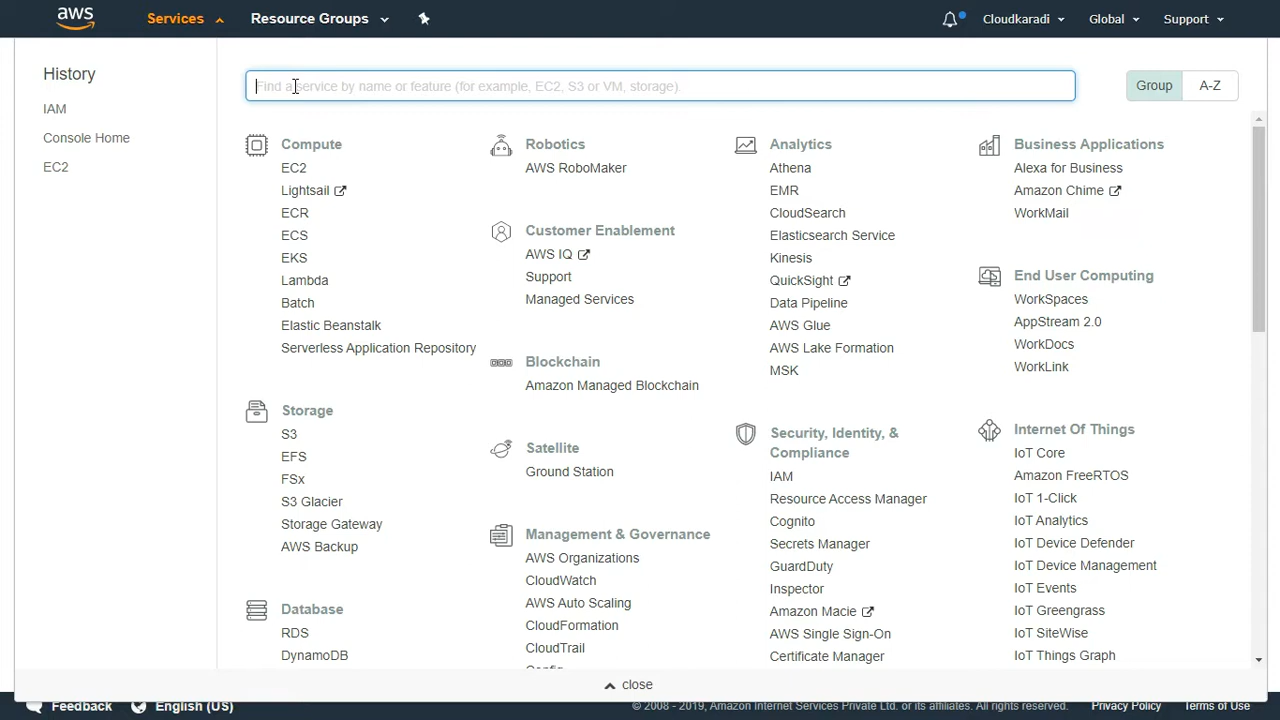 aws
Services
Resource Groups
Cloudkaradi
Global
Support
History
IAM
Console Home
EC2
Find a service by name or feature (for example, EC2, S3 or VM, storage).
Group
A-Z
Compute
EC2
Lightsail
ECR
ECS
EKS
Lambda
Batch
Elastic Beanstalk
Serverless Application Repository
Storage
S3
EFS
FSx
S3 Glacier
Storage Gateway
AWS Backup
Database
RDS
DynamoDB
Robotics
AWS RoboMaker
Customer Enablement
AWS IQ
Support
Managed Services
Blockchain
Amazon Managed Blockchain
Satellite
Ground Station
Management & Governance
AWS Organizations
CloudWatch
AWS Auto Scaling
CloudFormation
CloudTrail
Config
Analytics
Athena
EMR
CloudSearch
Elasticsearch Service
Kinesis
QuickSight
Data Pipeline
AWS Glue
AWS Lake Formation
MSK
Security, Identity, &
Compliance
IAM
Resource Access Manager
Cognito
Secrets Manager
GuardDuty
Inspector
Amazon Macie
AWS Single Sign-On
Certificate Manager
Business Applications
Alexa for Business
Amazon Chime
WorkMail
End User Computing
WorkSpaces
AppStream 2.0
WorkDocs
WorkLink
Internet Of Things
IoT Core
Amazon FreeRTOS
IoT 1-Click
IoT Analytics
IoT Device Defender
IoT Device Management
IoT Events
IoT Greengrass
IoT SiteWise
IoT Things Graph
close
Feedback
English (US)
© 2008 - 2019, Amazon Internet Services Private Ltd. or its affiliates. All rights reserved.
Privacy Policy
Terms of Use